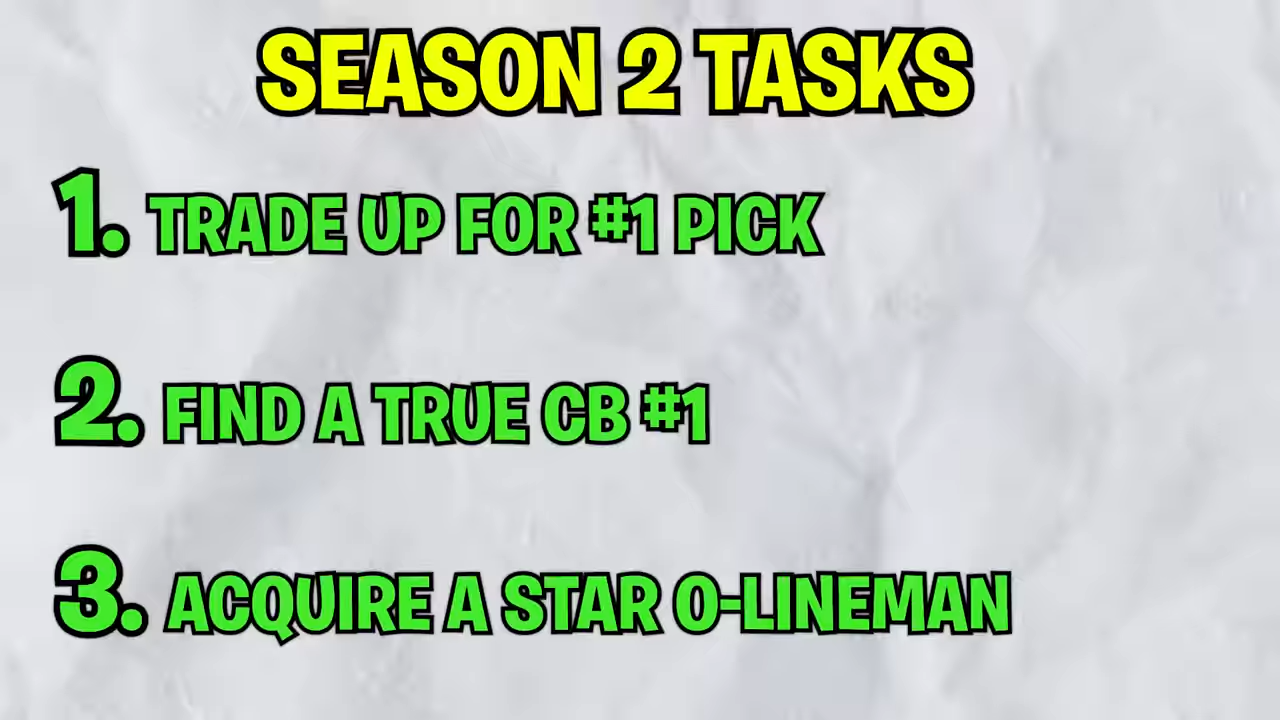 SEASON 2 TASKS
1. TRADE UP FOR #1 PICK
2. FIND A TRUE CB #1
3. ACQUIRE A STAR O-LINEMAN